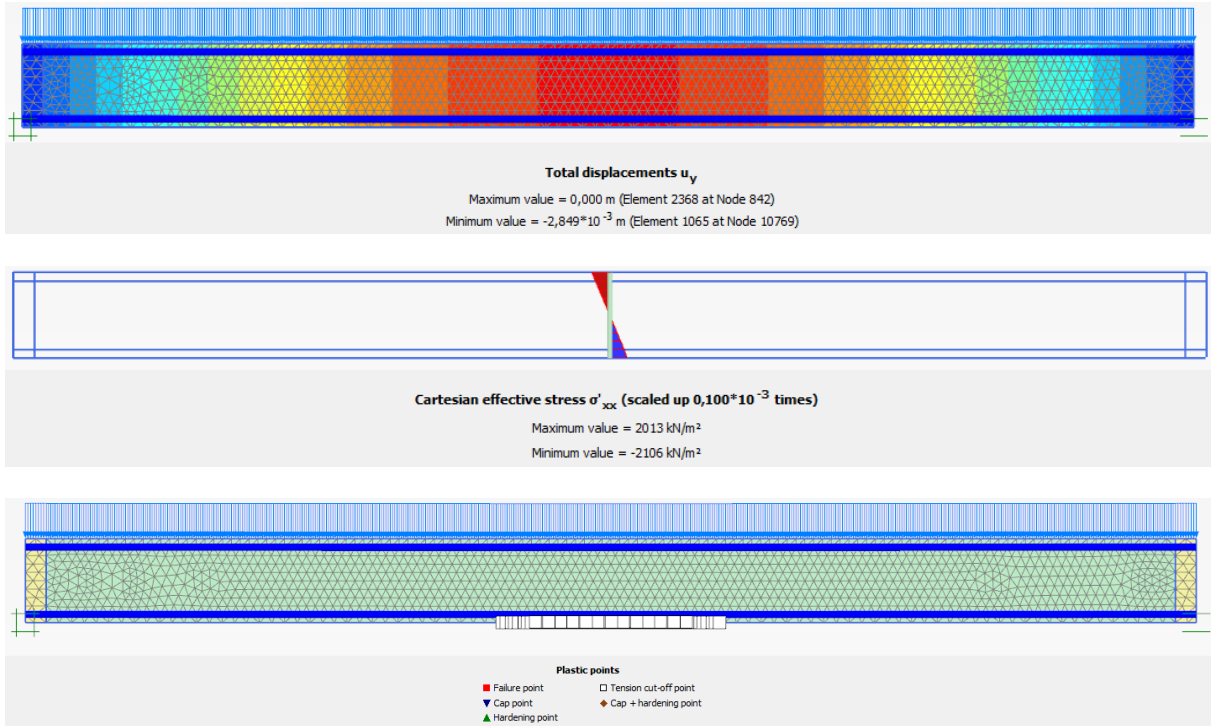 Total displacements uy
Maximum value = 0,000 m (Element 2368 at Node 842)
Minimum value = -2,849*10 -3 m (Element 1065 at Node 10769)
Cartesian effective stress σ'xx (scaled up 0,100*10 -3 times)
Maximum value = 2013 kN/m²
Minimum value = -2106 kN/m²
Plastic points
Failure point Tension cut-off point
Cap point Cap + hardening point
Hardening point